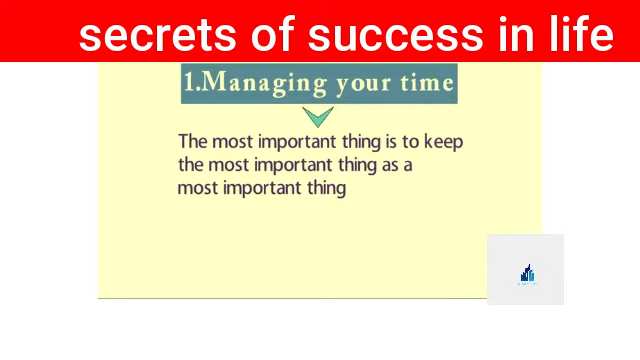 secrets of success in life
1.Managing your time
The most important thing is to keep
the most important thing as a
most important thing